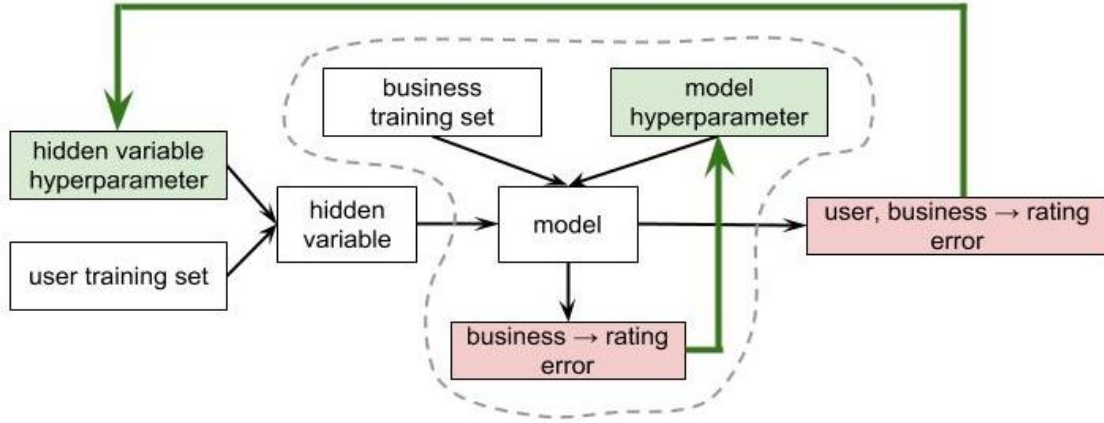 business
training set
model
hyperparameter
hidden variable
hyperparameter
hidden
variable
model
user, business → rating
error
user training set
business → rating
error